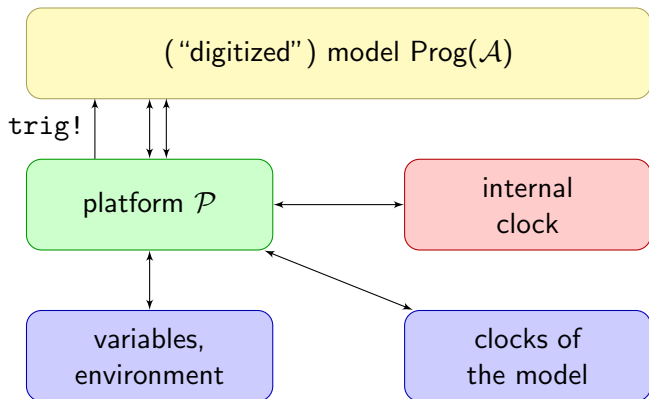 (“digitized”) model Prog(𝒜)
trig!
platform 𝒫
internal
clock
variables,
environment
clocks of
the model